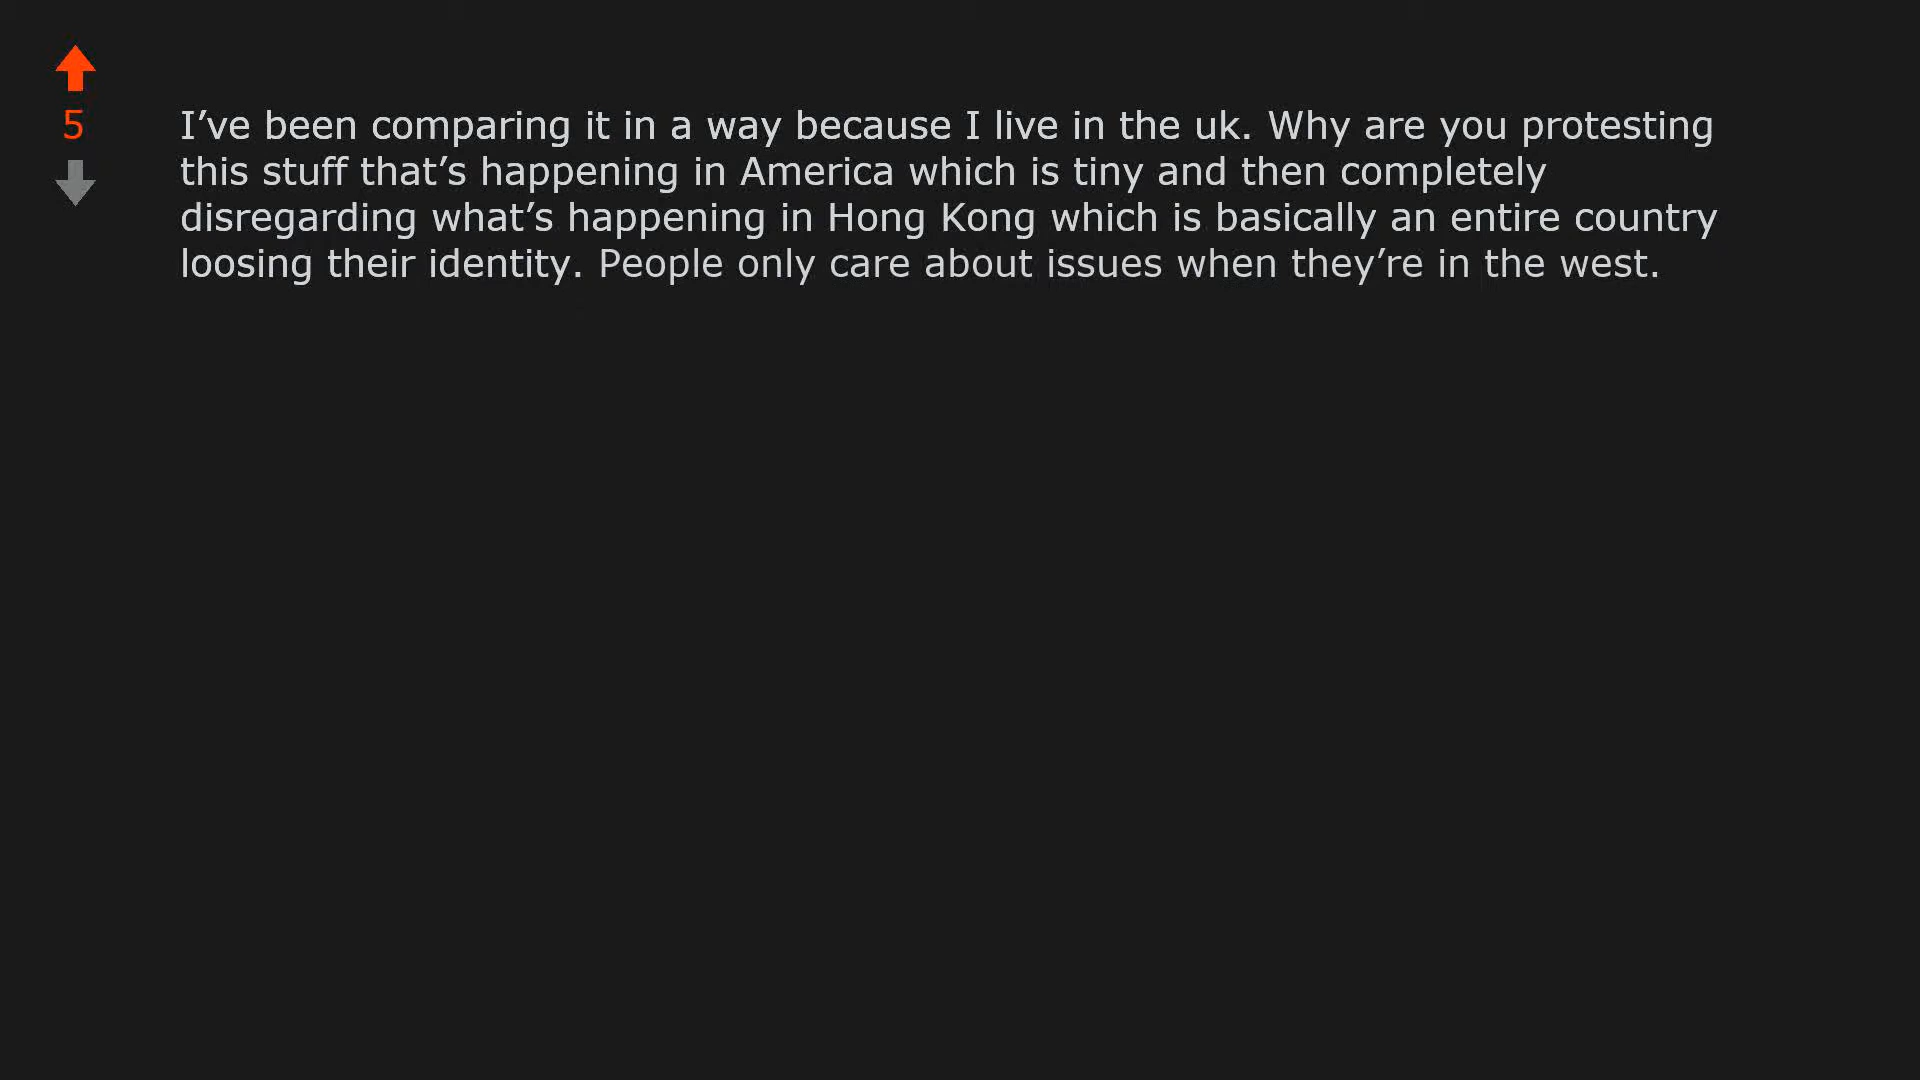 5
I’ve been comparing it in a way because I live in the uk. Why are you protesting
this stuff that’s happening in America which is tiny and then completely
disregarding what’s happening in Hong Kong which is basically an entire country
loosing their identity. People only care about issues when they’re in the west.